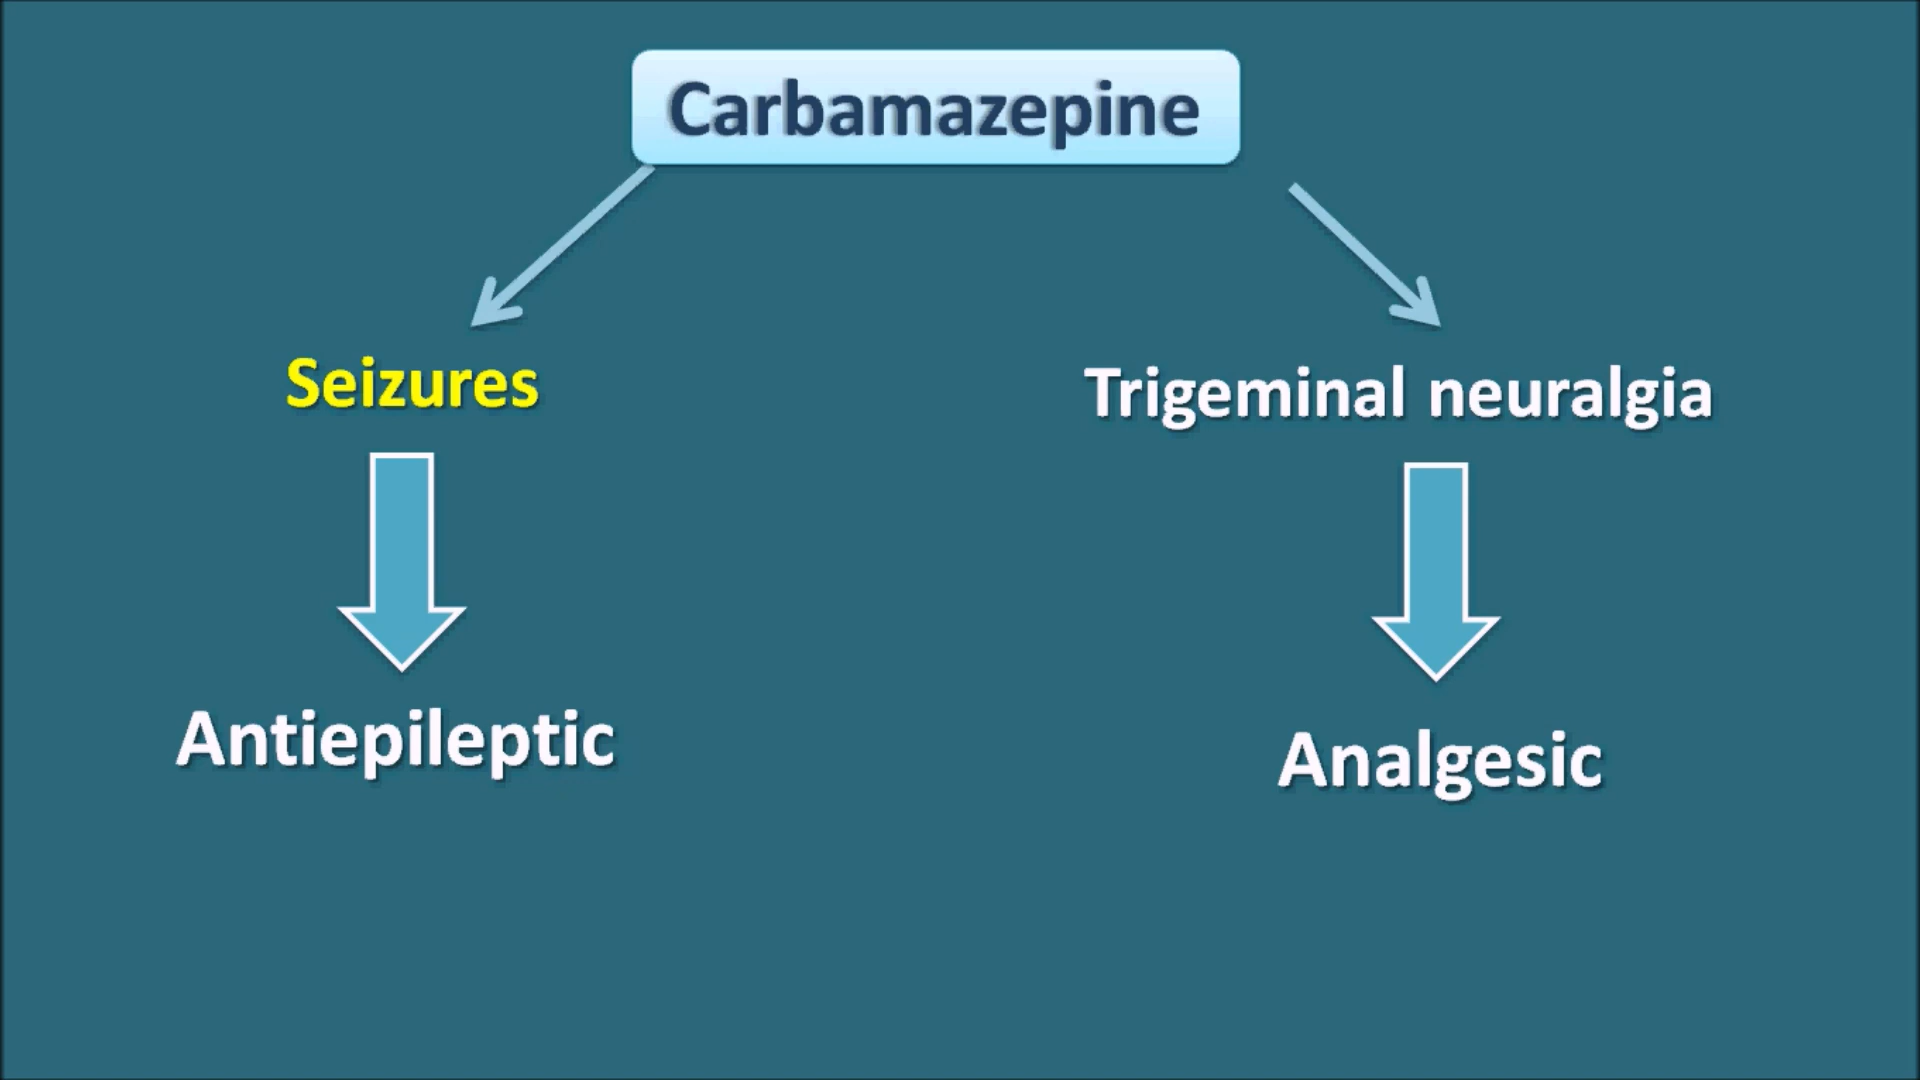 Carbamazepine
Seizures
Trigeminal neuralgia
Antiepileptic
Analgesic